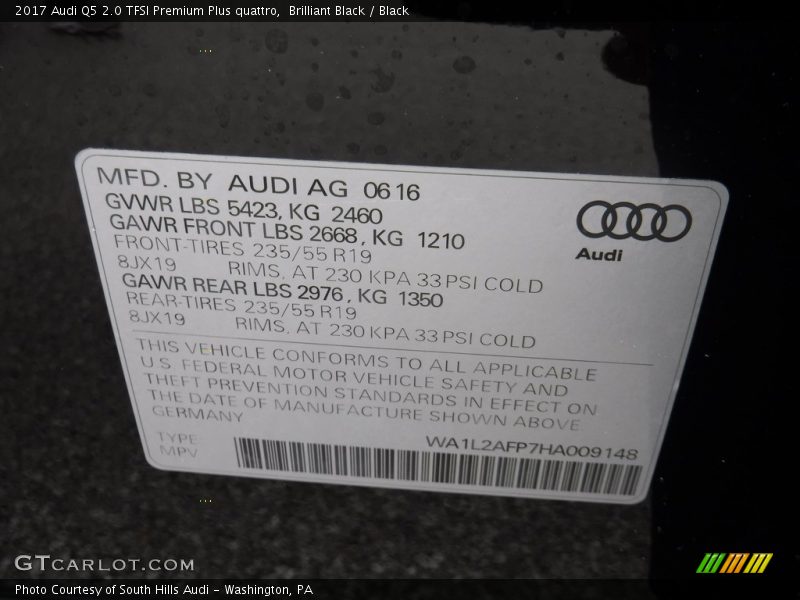 2017 Audi Q5 2.0 TFSI Premium Plus quattro,  Brilliant Black / Black
MFD. BY AUDI AG 0616
GVWR LBS 5423, KG 2460
GAWR FRONT LBS 2668, KG 1210
FRONT-TIRES 235/55 R19
8JX19 RIMS, AT 230 KPA 33 PSI COLD
GAWR REAR LBS 2976, KG 1350
REAR-TIRES 235/55 R19
8JX19 RIMS, AT 230 KPA 33 PSI COLD
Audi
THIS VEHICLE CONFORMS TO ALL APPLICABLE
U.S. FEDERAL MOTOR VEHICLE SAFETY AND
THEFT PREVENTION STANDARDS IN EFFECT ON
THE DATE OF MANUFACTURE SHOWN ABOVE
GERMANY
TYPE
MPV
WA1L2AFP7HA009148
GTCARLOT.COM
Photo Courtesy of South Hills Audi - Washington, PA